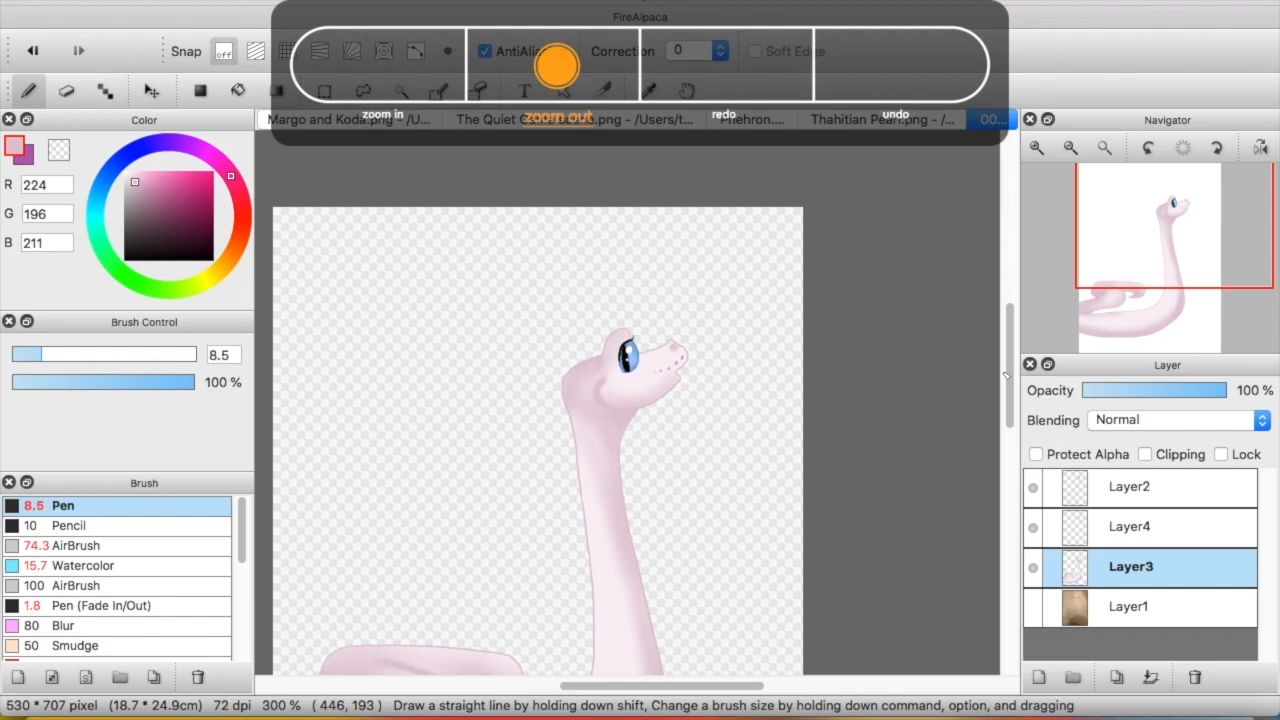 FireAlpaca
Snap off AntiAlia Correction 0 Soft Edge
zoom in zoom out redo undo
Color Margo and Koda.png - /U... The Quiet /Users/t... Phehron.... Thahitian Pearl.png - /... 00... Navigator
R 224
G 196
B 211
Brush Control
8.5
100 %
Layer
Opacity 100 %
Blending Normal
Protect Alpha Clipping Lock
Brush
8.5 Pen
10 Pencil
74.3 AirBrush
15.7 Watercolor
100 AirBrush
1.8 Pen (Fade In/Out)
80 Blur
50 Smudge
Layer2
Layer4
Layer3
Layer1
530 * 707 pixel (18.7 * 24.9cm) 72 dpi 300 % ( 446, 193 ) Draw a straight line by holding down shift, Change a brush size by holding down command, option, and dragging